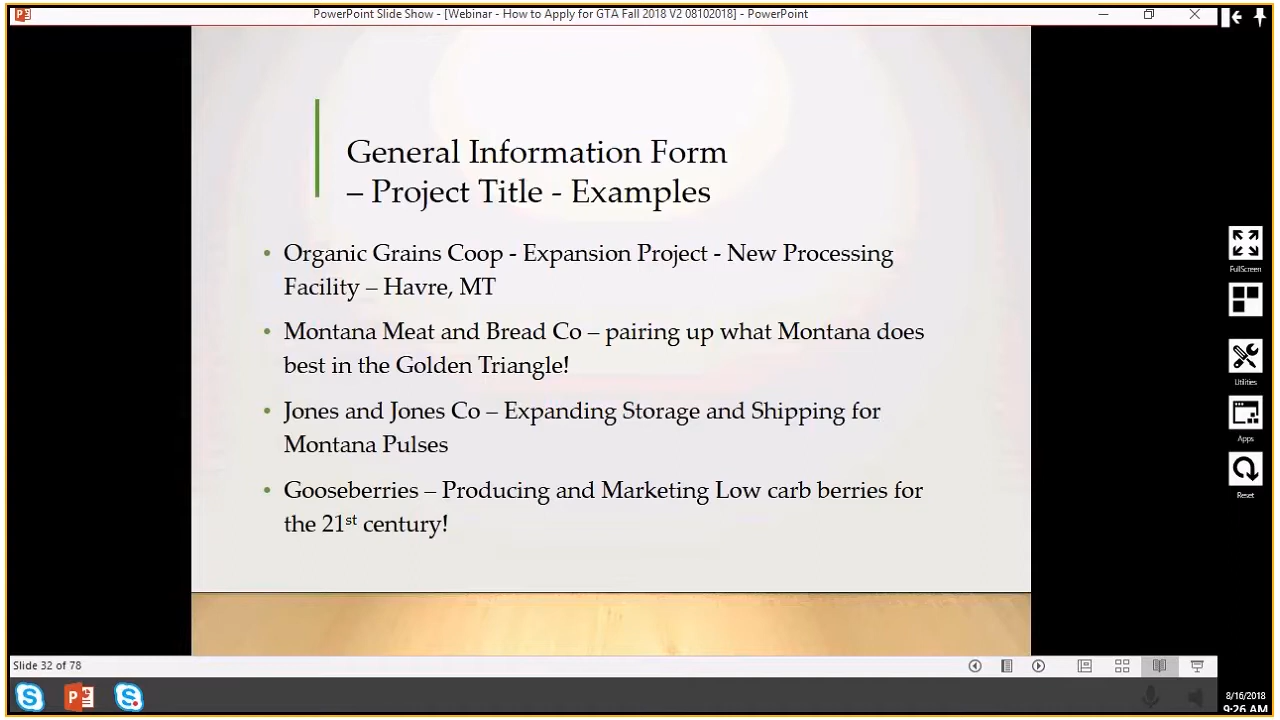 PowerPoint Slide Show - [Webinar - How to Apply for GTA Fall 2018 V2 08102018] - PowerPoint
General Information Form
– Project Title - Examples
• Organic Grains Coop - Expansion Project - New Processing
Facility – Havre, MT
• Montana Meat and Bread Co – pairing up what Montana does
best in the Golden Triangle!
• Jones and Jones Co – Expanding Storage and Shipping for
Montana Pulses
• Gooseberries – Producing and Marketing Low carb berries for
the 21st century!
FullScreen
Utilities
Apps
Reset
Slide 32 of 78
8/16/2018
9:26 AM